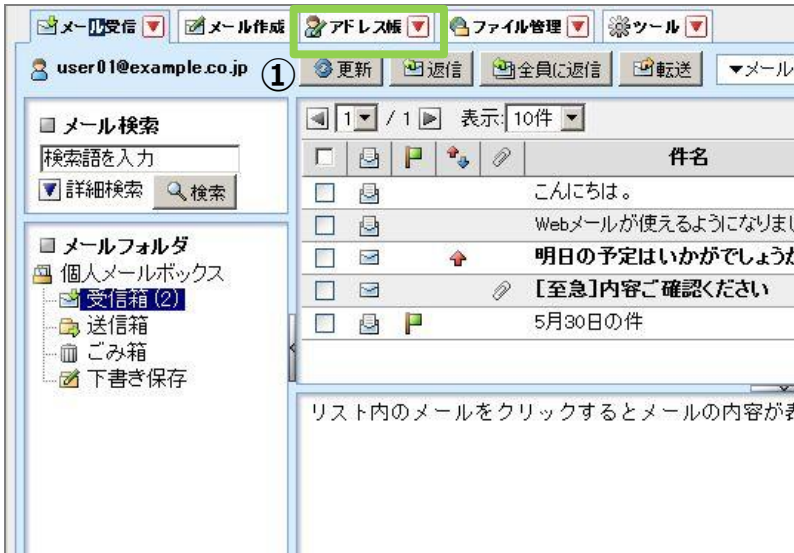 メール受信 メール作成 アドレス帳 ファイル管理 ツール
user01@example.co.jp ① 更新 返信 全員に返信 転送 ▼メール
メール検索
1 / 1 表示:10件
検索語を入力
件名
詳細検索 検索
こんにちは。
Webメールが使えるようになりまし
メールフォルダ
明日の予定はいかがでしょうか
個人メールボックス
[至急]内容ご確認ください
受信箱(2)
送信箱
5月30日の件
ごみ箱
下書き保存
リスト内のメールをクリックするとメールの内容が表